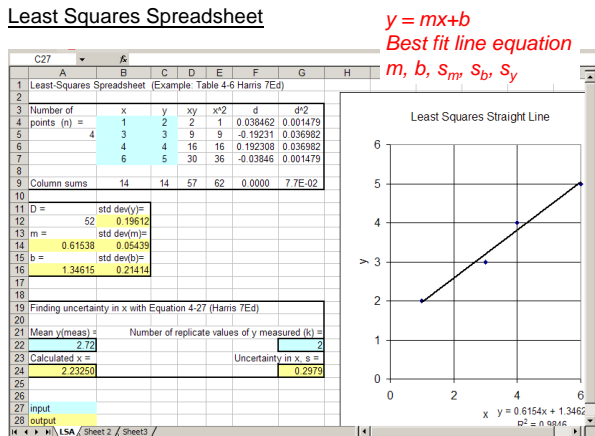 Least Squares Spreadsheet
y = mx+b
Best fit line equation
m, b, sm, sb, sy
C27 fx
A B C D E F G H I J K
1 Least-Squares Spreadsheet (Example: Table 4-6 Harris 7Ed)
2
3 Number of x y xy x^2 d d^2
4 points (n) = 1 2 2 1 0.038462 0.001479
5 4 3 3 9 9 -0.19231 0.036982
6 4 4 16 16 0.192308 0.036982
7 6 5 30 36 -0.03846 0.001479
8
9 Column sums 14 14 57 62 0.0000 7.7E-02
10
11 D = std dev(y)=
12 52 0.19612
13 m = std dev(m)=
14 0.61538 0.05439
15 b = std dev(b)=
16 1.34615 0.21414
17
18
19 Finding uncertainty in x with Equation 4-27 (Harris 7Ed)
20
21 Mean y(meas) = Number of replicate values of y measured (k) =
22 2.72 2
23 Calculated x = Uncertainty in x, s =
24 2.23250 0.2979
25
26
27 input
28 output
LSA Sheet 2 Sheet3
Least Squares Straight Line
6
5
4
3
2
1
0
y
0 2 4 6
x
y = 0.6154x + 1.3462
R2 = 0.9846